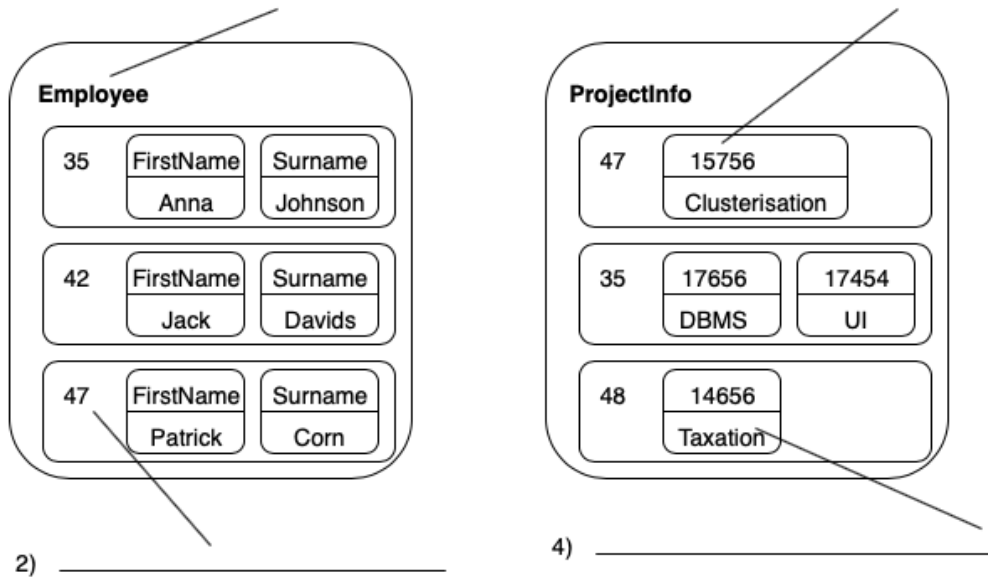 Employee
35 FirstName Surname
Anna Johnson
42 FirstName Surname
Jack Davids
47 FirstName Surname
Patrick Corn
2)
ProjectInfo
47 15756
Clusterisation
35 17656 17454
DBMS UI
48 14656
Taxation
4)